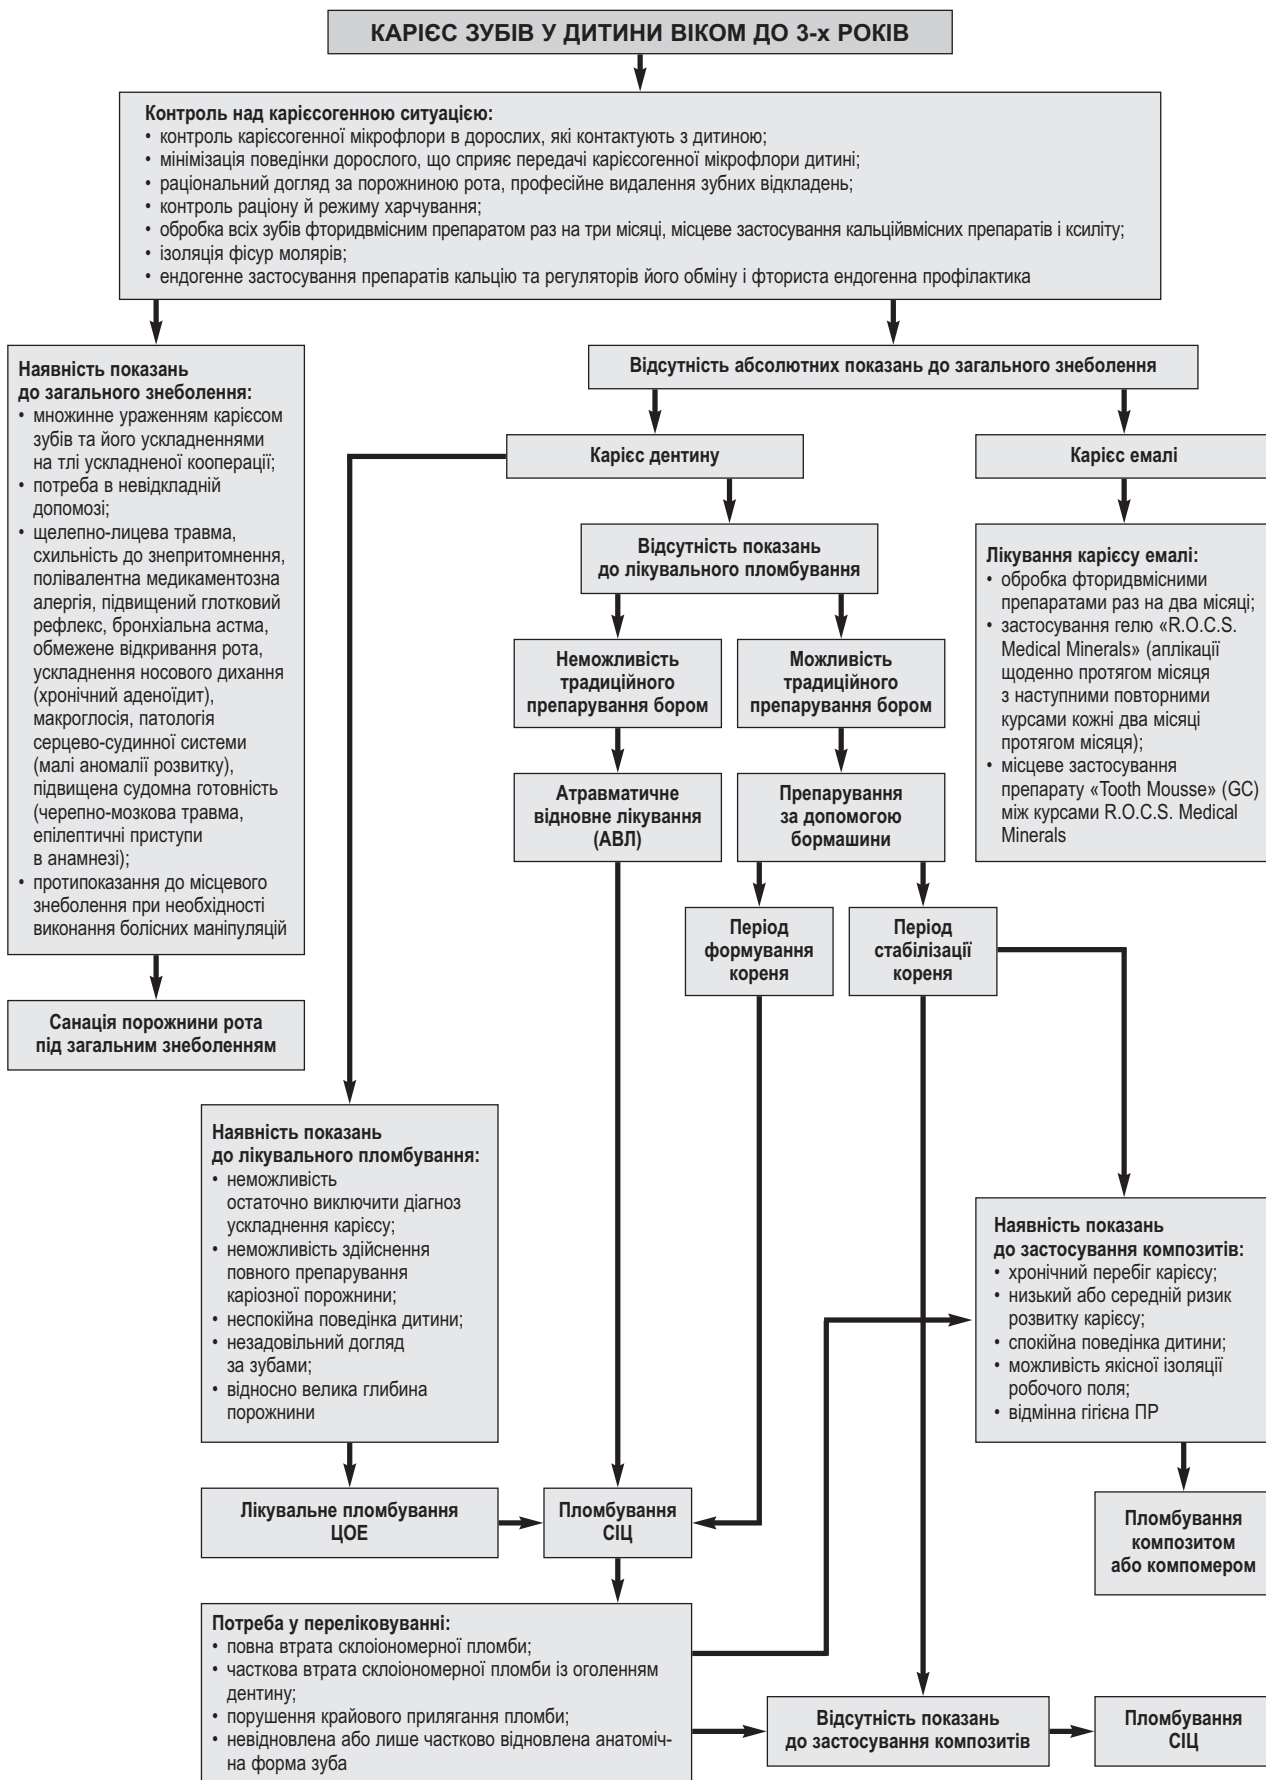 КАРІЄС ЗУБІВ У ДИТИНИ ВІКОМ ДО 3-х РОКІВ
Контроль над карієсогенною ситуацією:
• контроль карієсогенної мікрофлори в дорослих, які контактують з дитиною;
• мінімізація поведінки дорослого, що сприяє передачі карієсогенної мікрофлори дитині;
• раціональний догляд за порожниною рота, професійне видалення зубних відкладень;
• контроль раціону й режиму харчування;
• обробка всіх зубів фторидвмісним препаратом раз на три місяці, місцеве застосування кальційвмісних препаратів і ксиліту;
• ізоляція фісур молярів;
• ендогенне застосування препаратів кальцію та регуляторів його обміну і фториста ендогенна профілактика
Наявність показань
до загального знеболення:
• множинне ураженням карієсом
зубів та його ускладненнями
на тлі ускладненої кооперації;
• потреба в невідкладній
допомозі;
• щелепно-лицева травма,
схильність до знепритомнення,
полівалентна медикаментозна
алергія, підвищений глотковий
рефлекс, бронхіальна астма,
обмежене відкривання рота,
ускладнення носового дихання
(хронічний аденоїдит),
макроглосія, патологія
серцево-судинної системи
(малі аномалії розвитку),
підвищена судомна готовність
(черепно-мозкова травма,
епілептичні приступи
в анамнезі);
• протипоказання до місцевого
знеболення при необхідності
виконання болісних маніпуляцій
Санація порожнини рота
під загальним знеболенням
Відсутність абсолютних показань до загального знеболення
Карієс дентину
Карієс емалі
Відсутність показань
до лікувального пломбування
Лікування карієсу емалі:
• обробка фторидвмісними
препаратами раз на два місяці;
• застосування гелю «R.O.C.S.
Medical Minerals» (аплікації
щоденно протягом місяця
з наступними повторними
курсами кожні два місяці
протягом місяця);
• місцеве застосування
препарату «Tooth Mousse» (GC)
між курсами R.O.C.S. Medical
Minerals
Неможливість
традиційного
препарування бором
Можливість
традиційного
препарування бором
Атравматичне
відновне лікування
(АВЛ)
Препарування
за допомогою
бормашини
Період
формування
кореня
Період
стабілізації
кореня
Наявність показань
до лікувального пломбування:
• неможливість
остаточно виключити діагноз
ускладнення карієсу;
• неможливість здійснення
повного препарування
каріозної порожнини;
• неспокійна поведінка дитини;
• незадовільний догляд
за зубами;
• відносно велика глибина
порожнини
Наявність показань
до застосування композитів:
• хронічний перебіг карієсу;
• низький або середній ризик
розвитку карієсу;
• спокійна поведінка дитини;
• можливість якісної ізоляції
робочого поля;
• відмінна гігієна ПР
Лікувальне пломбування
ЦОЕ
Пломбування
СІЦ
Пломбування
композитом
або компомером
Потреба у переліковуванні:
• повна втрата склоіономерної пломби;
• часткова втрата склоіономерної пломби із оголенням
дентину;
• порушення крайового прилягання пломби;
• невідновлена або лише частково відновлена анатоміч-
на форма зуба
Відсутність показань
до застосування композитів
Пломбування
СІЦ